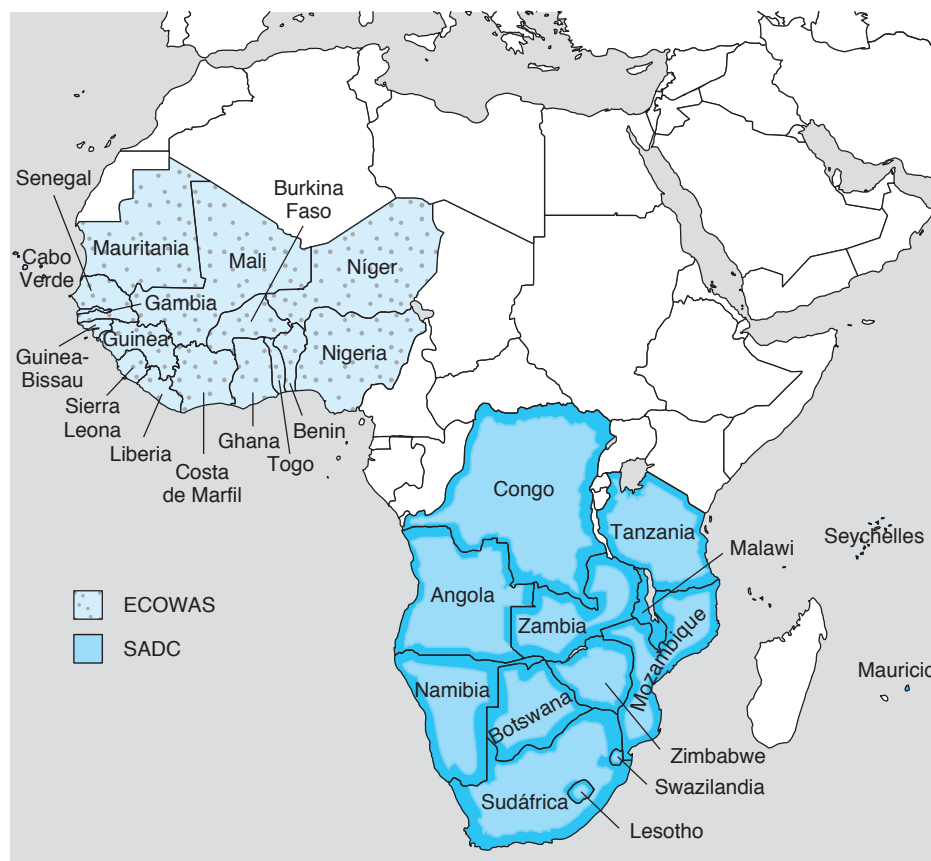 Senegal
Burkina
Faso
Mauritania
Mali
Níger
Cabo
Verde
Gambia
Guinea
Nigeria
Guinea-
Bissau
Sierra
Leona
Liberia
Costa
de Marfil
Ghana
Togo
Benin
Congo
Tanzania
Seychelles
Malawi
Angola
Zambia
Mozambique
Mauricio
Namibia
Botswana
Zimbabwe
Swazilandia
Sudáfrica
Lesotho
ECOWAS
SADC